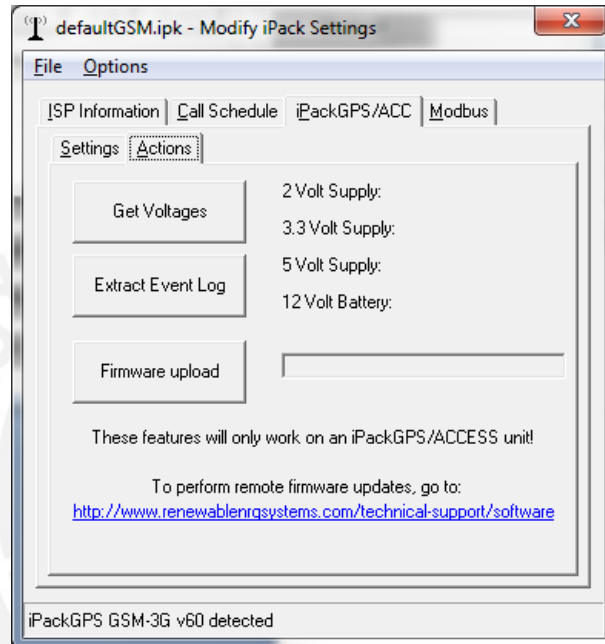 defaultGSM.ipk - Modify iPack Settings
File Options
ISP Information Call Schedule iPackGPS/ACC Modbus
Settings Actions
Get Voltages
2 Volt Supply:
3.3 Volt Supply:
Extract Event Log
5 Volt Supply:
12 Volt Battery:
Firmware upload
These features will only work on an iPackGPS/ACCESS unit!
To perform remote firmware updates, go to:
http://www.renewablenrgsystems.com/technical-support/software
iPackGPS GSM-3G v60 detected